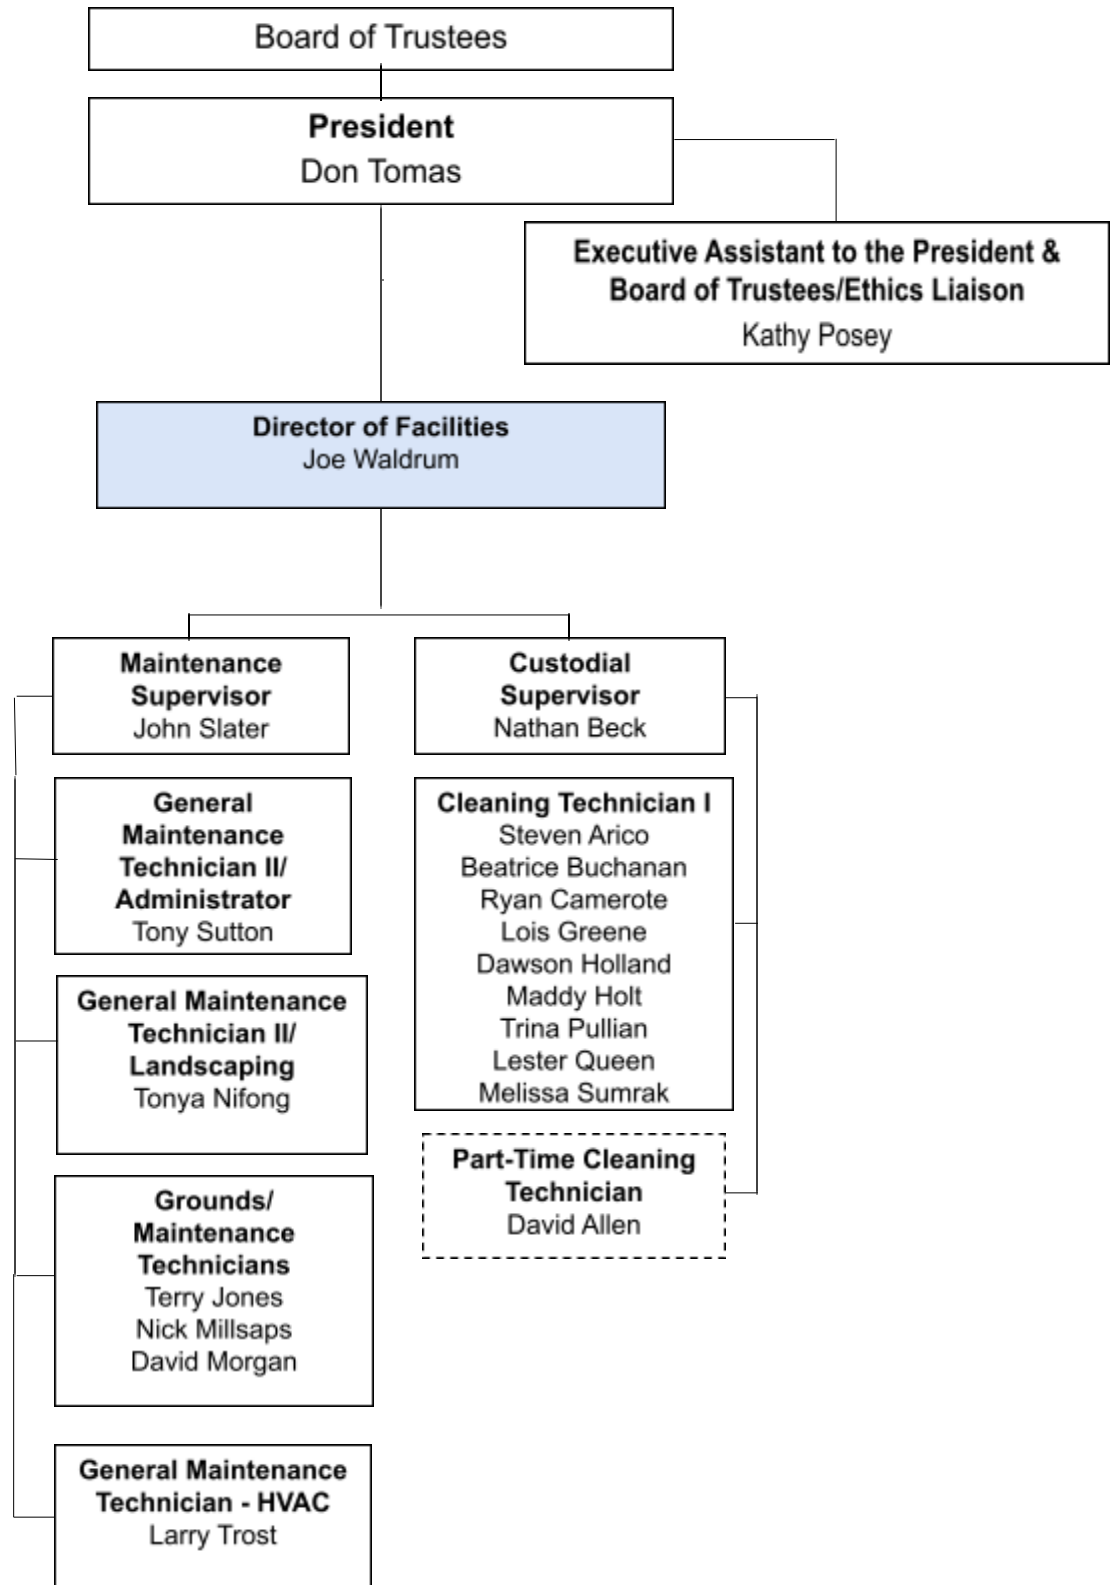 Board of Trustees
President
Don Tomas
Executive Assistant to the President &
Board of Trustees/Ethics Liaison
Kathy Posey
Director of Facilities
Joe Waldrum
Maintenance
Supervisor
John Slater
General
Maintenance
Technician II/
Administrator
Tony Sutton
General Maintenance
Technician II/
Landscaping
Tonya Nifong
Grounds/
Maintenance
Technicians
Terry Jones
Nick Millsaps
David Morgan
General Maintenance
Technician - HVAC
Larry Trost
Custodial
Supervisor
Nathan Beck
Cleaning Technician I
Steven Arico
Beatrice Buchanan
Ryan Camerote
Lois Greene
Dawson Holland
Maddy Holt
Trina Pullian
Lester Queen
Melissa Sumrak
Part-Time Cleaning
Technician
David Allen